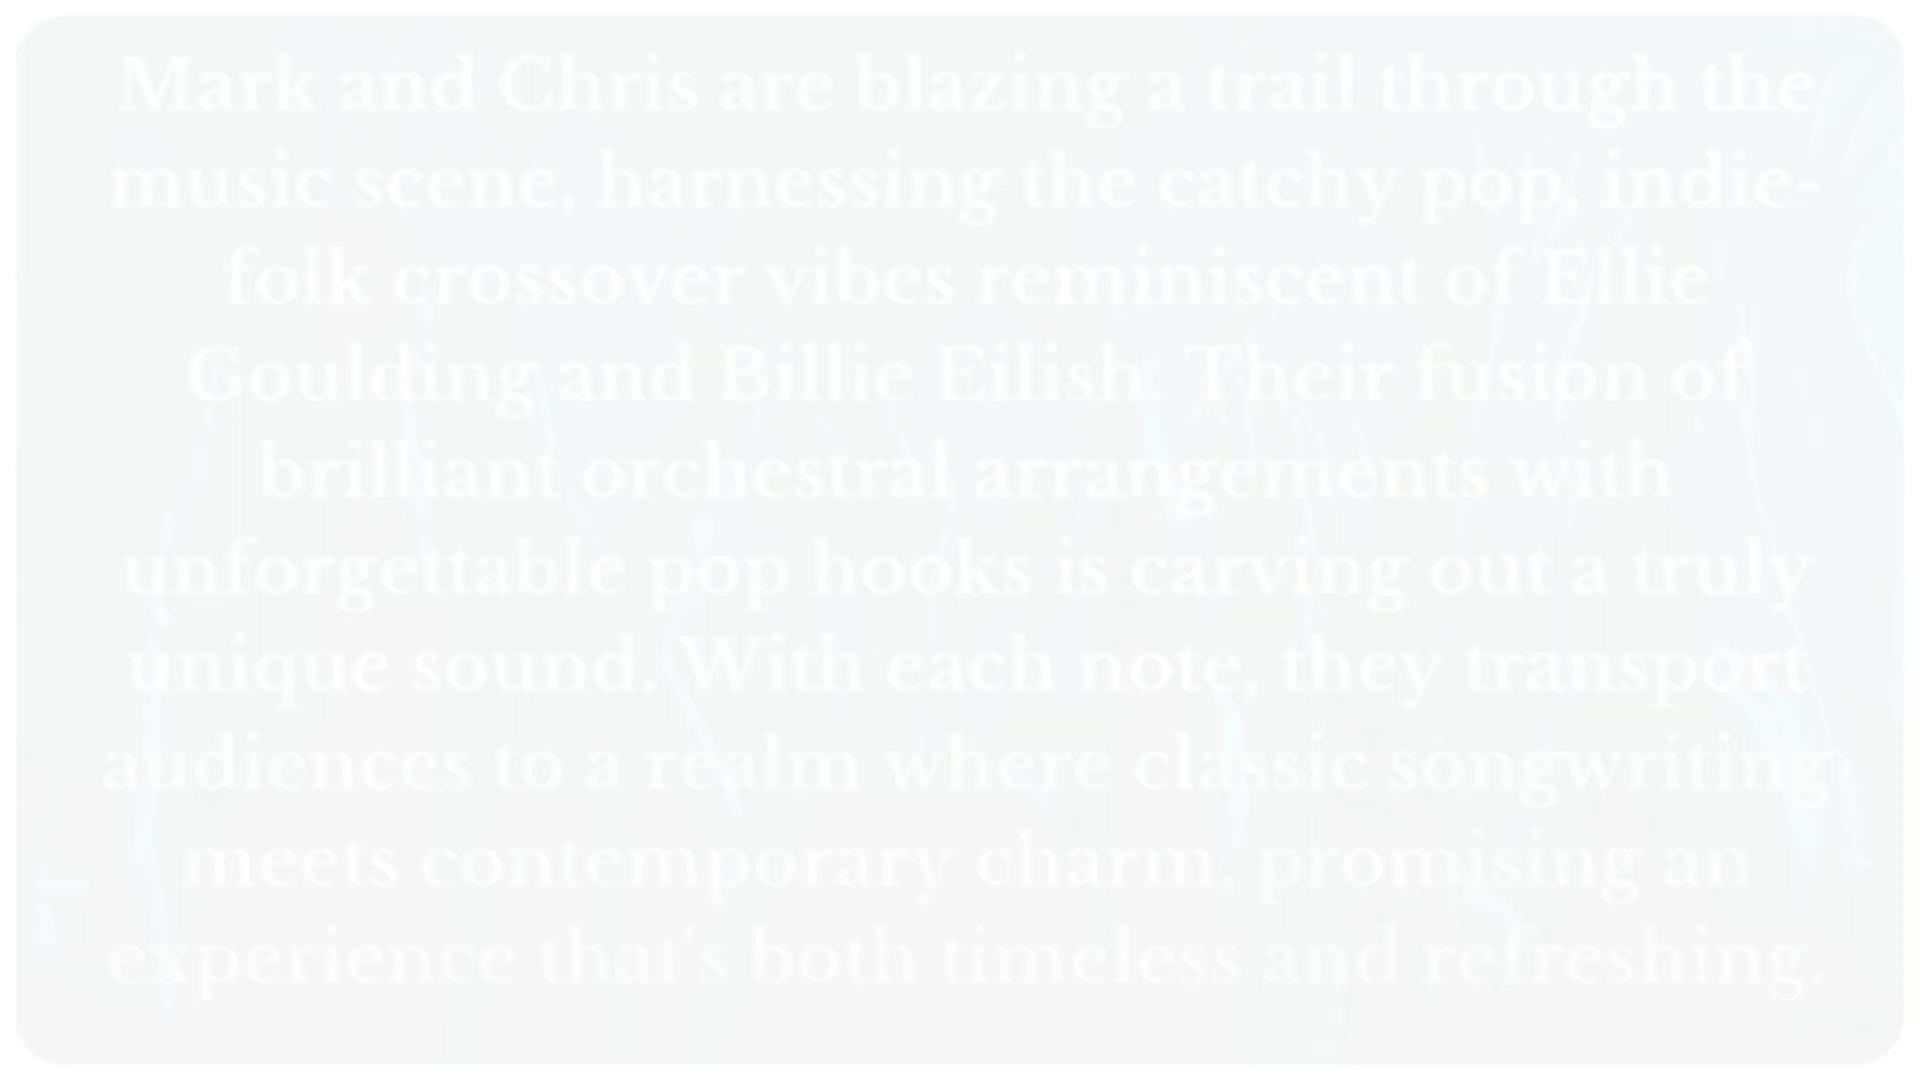 Mark and Chris are blazing a trail through the
music scene, harnessing the catchy pop, indie-
folk crossover vibes reminiscent of Ellie
Goulding and Billie Eilish. Their fusion of
brilliant orchestral arrangements with
unforgettable pop hooks is carving out a truly
unique sound. With each note, they transport
audiences to a realm where classic songwriting
meets contemporary charm, promising an
experience that's both timeless and refreshing.